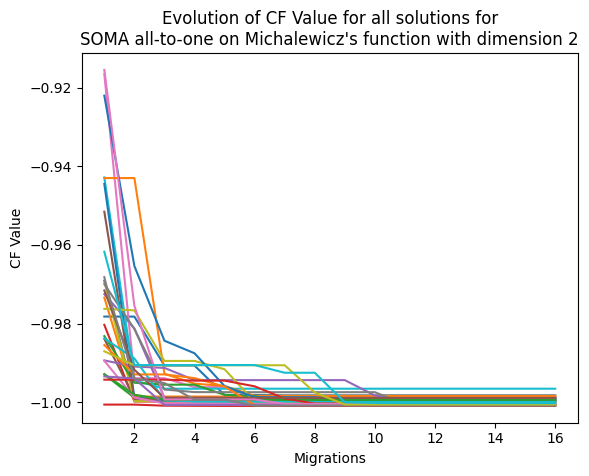 Evolution of CF Value for all solutions for
SOMA all-to-one on Michalewicz's function with dimension 2
CF Value
−0.92
−0.94
−0.96
−0.98
−1.00
2 4 6 8 10 12 14 16
Migrations